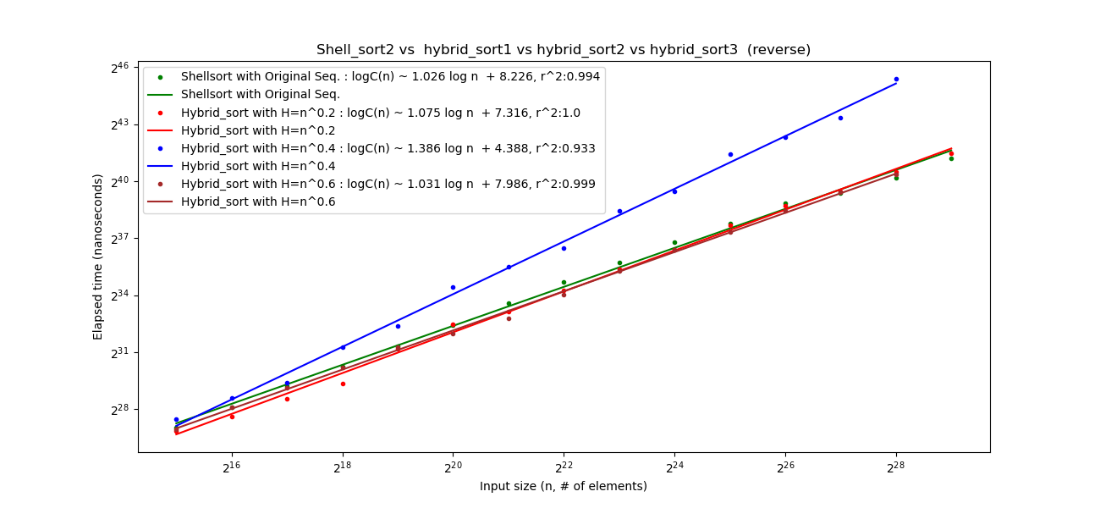 Shell_sort2 vs  hybrid_sort1 vs hybrid_sort2 vs hybrid_sort3  (reverse)
Shellsort with Original Seq. : logC(n) ~ 1.026 log n  + 8.226, r^2:0.994
Shellsort with Original Seq.
Hybrid_sort with H=n^0.2 : logC(n) ~ 1.075 log n  + 7.316, r^2:1.0
Hybrid_sort with H=n^0.2
Hybrid_sort with H=n^0.4 : logC(n) ~ 1.386 log n  + 4.388, r^2:0.933
Hybrid_sort with H=n^0.4
Hybrid_sort with H=n^0.6 : logC(n) ~ 1.031 log n  + 7.986, r^2:0.999
Hybrid_sort with H=n^0.6
Elapsed time (nanoseconds)
2^46
2^43
2^40
2^37
2^34
2^31
2^28
2^16 2^18 2^20 2^22 2^24 2^26 2^28
Input size (n, # of elements)